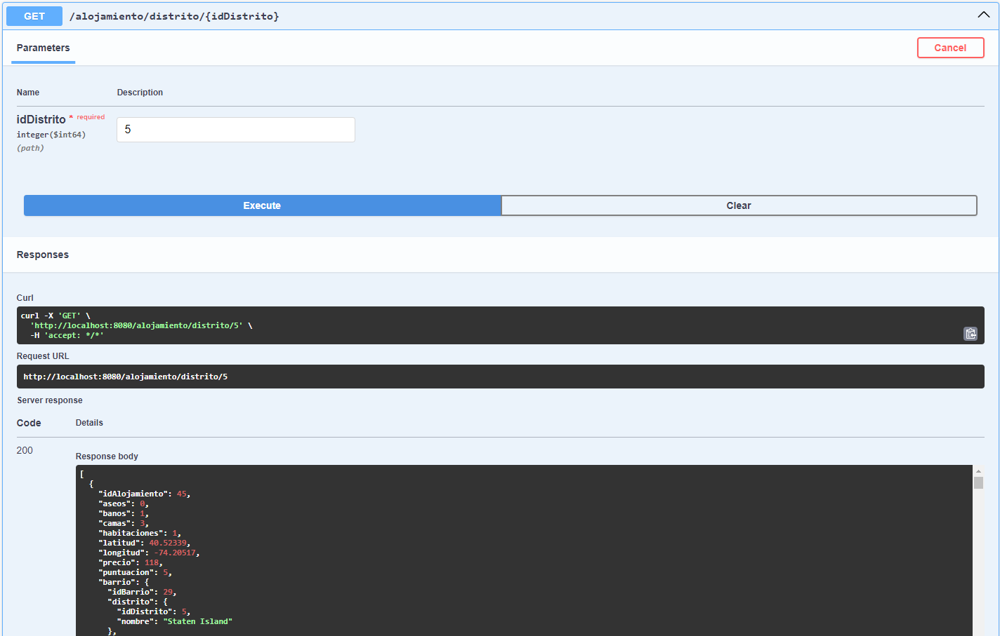 GET /alojamiento/distrito/{idDistrito}
Parameters
Cancel
Name Description
idDistrito * required
integer($int64)
(path)
5
Execute Clear
Responses
Curl
curl -X 'GET' \
'http://localhost:8080/alojamiento/distrito/5' \
-H 'accept: */*'
Request URL
http://localhost:8080/alojamiento/distrito/5
Server response
Code Details
200
Response body
[
{
"idAlojamiento": 45,
"aseos": 0,
"banos": 1,
"camas": 3,
"habitaciones": 1,
"latitud": 40.52339,
"longitud": -74.20517,
"precio": 118,
"puntuacion": 5,
"barrio": {
"idBarrio": 29,
"distrito": {
"idDistrito": 5,
"nombre": "Staten Island"
},